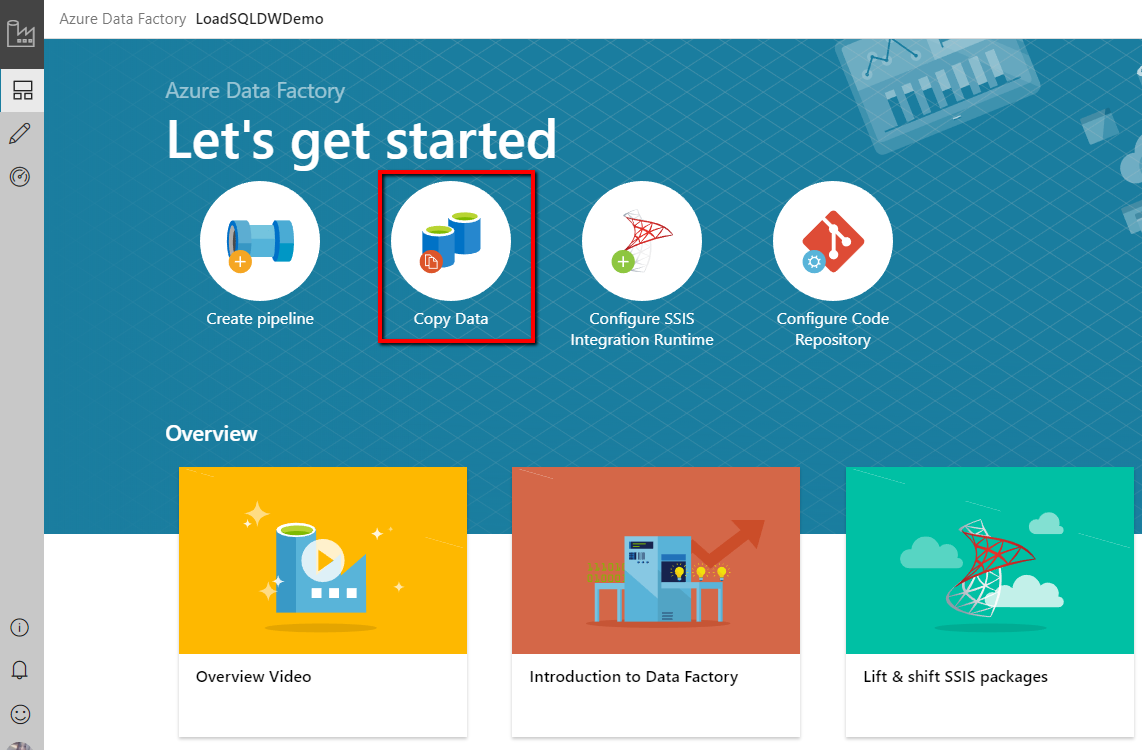 Azure Data Factory LoadSQLDWDemo
Azure Data Factory
Let's get started
Create pipeline
Copy Data
Configure SSIS
Integration Runtime
Configure Code
Repository
Overview
Overview Video
Introduction to Data Factory
Lift & shift SSIS packages